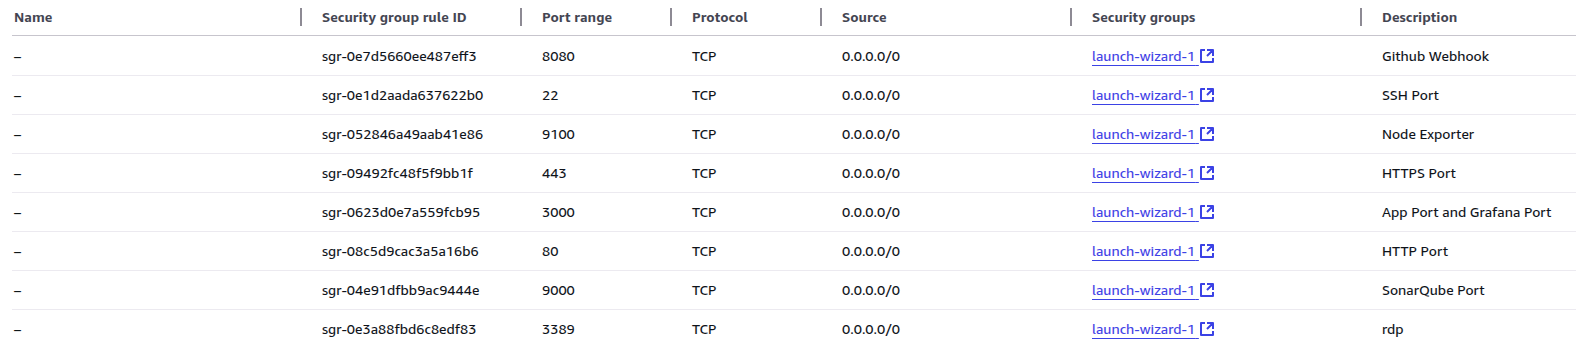 Name Security group rule ID Port range Protocol Source Security groups Description
– sgr-0e7d5660ee487eff3 8080 TCP 0.0.0.0/0 launch-wizard-1 Github Webhook
– sgr-0e1d2aada637622b0 22 TCP 0.0.0.0/0 launch-wizard-1 SSH Port
– sgr-052846a49aab41e86 9100 TCP 0.0.0.0/0 launch-wizard-1 Node Exporter
– sgr-09492fc48f5f9bb1f 443 TCP 0.0.0.0/0 launch-wizard-1 HTTPS Port
– sgr-0623d0e7a559fcb95 3000 TCP 0.0.0.0/0 launch-wizard-1 App Port and Grafana Port
– sgr-08c5d9cac3a5a16b6 80 TCP 0.0.0.0/0 launch-wizard-1 HTTP Port
– sgr-04e91dfbb9ac9444e 9000 TCP 0.0.0.0/0 launch-wizard-1 SonarQube Port
– sgr-0e3a88fbd6c8edf83 3389 TCP 0.0.0.0/0 launch-wizard-1 rdp